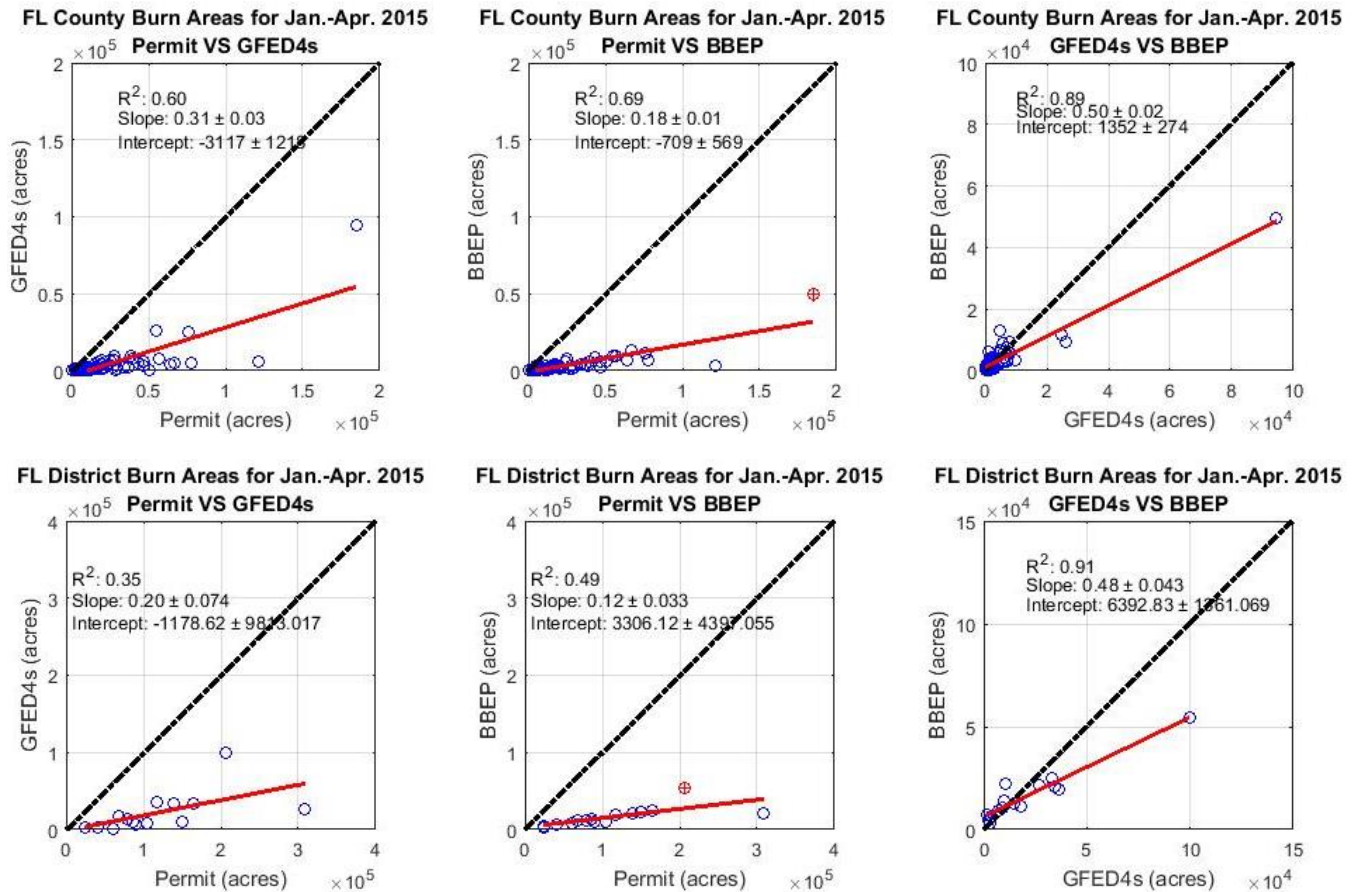 FL County Burn Areas for Jan.-Apr. 2015
Permit VS GFED4s
× 10^5
2
1.5
1
0.5
0
GFED4s (acres)
R^2: 0.60
Slope: 0.31 ± 0.03
Intercept: -3117 ± 1218
0 0.5 1 1.5 2
Permit (acres)
× 10^5
FL County Burn Areas for Jan.-Apr. 2015
Permit VS BBEP
× 10^5
2
1.5
1
0.5
0
BBEP (acres)
R^2: 0.69
Slope: 0.18 ± 0.01
Intercept: -709 ± 569
0 0.5 1 1.5 2
Permit (acres)
× 10^5
FL County Burn Areas for Jan.-Apr. 2015
GFED4s VS BBEP
× 10^4
10
8
6
4
2
0
BBEP (acres)
R^2: 0.89
Slope: 0.50 ± 0.02
Intercept: 1352 ± 274
0 2 4 6 8 10
GFED4s (acres)
× 10^4
FL District Burn Areas for Jan.-Apr. 2015
Permit VS GFED4s
× 10^5
4
3
2
1
0
GFED4s (acres)
R^2: 0.35
Slope: 0.20 ± 0.074
Intercept: -1178.62 ± 9813.017
0 1 2 3 4
Permit (acres)
× 10^5
FL District Burn Areas for Jan.-Apr. 2015
Permit VS BBEP
× 10^5
4
3
2
1
0
BBEP (acres)
R^2: 0.49
Slope: 0.12 ± 0.033
Intercept: 3306.12 ± 4397.055
0 1 2 3 4
Permit (acres)
× 10^5
FL District Burn Areas for Jan.-Apr. 2015
GFED4s VS BBEP
× 10^4
15
10
5
0
BBEP (acres)
R^2: 0.91
Slope: 0.48 ± 0.043
Intercept: 6392.83 ± 1361.069
0 5 10 15
GFED4s (acres)
× 10^4